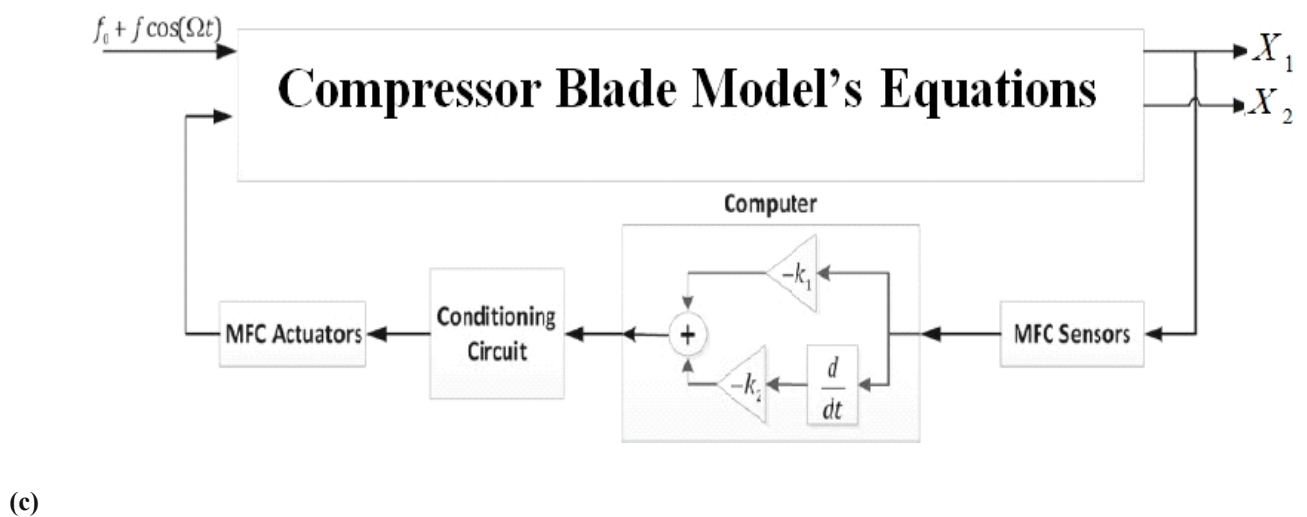 f₀ + f cos(Ωt)
Compressor Blade Model's Equations
X₁
X₂
Computer
−k₁
MFC Actuators
Conditioning
Circuit
+
MFC Sensors
−k₂
d
dt
(c)